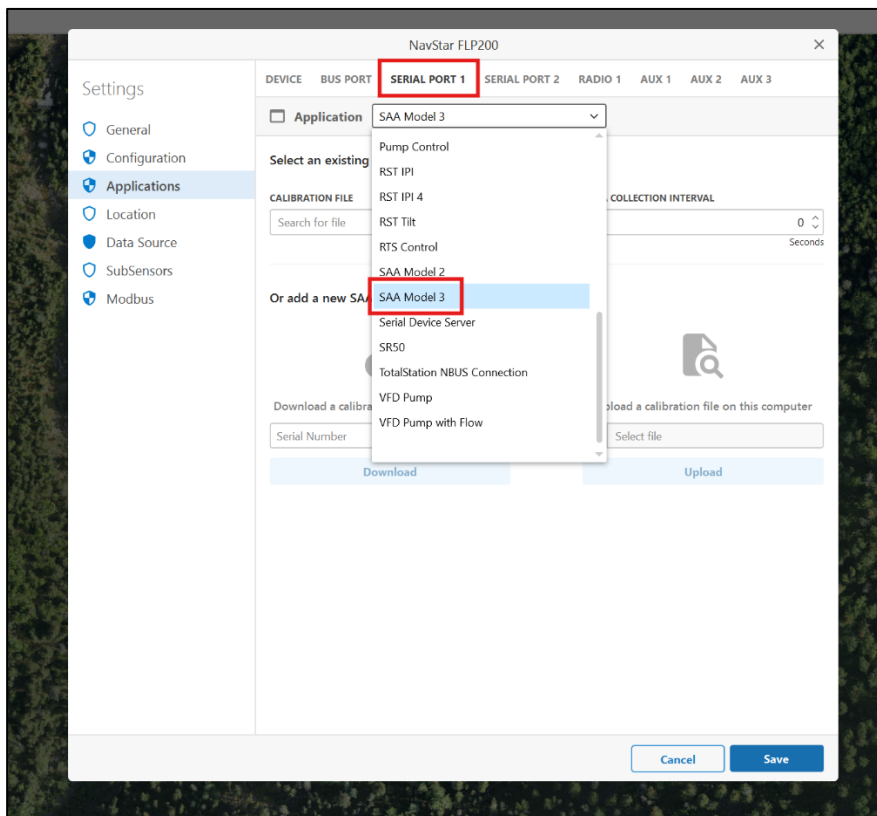 NavStar FLP200
Settings
General
Configuration
Applications
Location
Data Source
SubSensors
Modbus
DEVICE BUS PORT SERIAL PORT 1 SERIAL PORT 2 RADIO 1 AUX 1 AUX 2 AUX 3
Application SAA Model 3
Pump Control
RST IPI
RST IPI 4
RST Tilt
RTS Control
SAA Model 2
SAA Model 3
Serial Device Server
SR50
TotalStation NBUS Connection
VFD Pump
VFD Pump with Flow
Select an existing
CALIBRATION FILE COLLECTION INTERVAL
Search for file 0
Seconds
Or add a new SAA
Download a calibra pload a calibration file on this computer
Serial Number Select file
Download Upload
Cancel Save